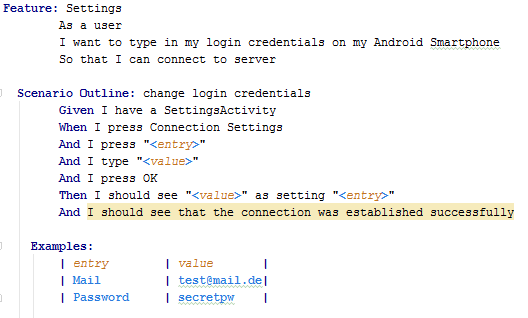 Feature: Settings
As a user
I want to type in my login credentials on my Android Smartphone
So that I can connect to server
Scenario Outline: change login credentials
Given I have a SettingsActivity
When I press Connection Settings
And I press "<entry>"
And I type "<value>"
And I press OK
Then I should see "<value>" as setting "<entry>"
And I should see that the connection was established successfully
Examples:
| entry | value |
| Mail | test@mail.de|
| Password | secretpw |